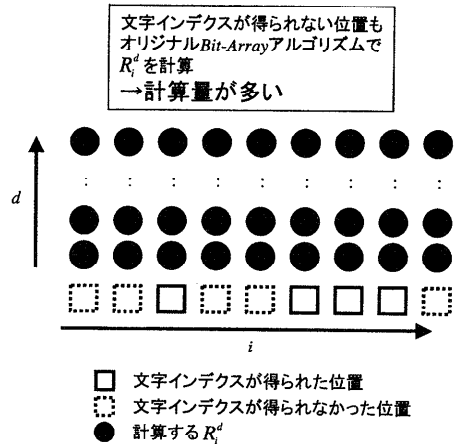 文字インデクスが得られない位置も
オリジナルBit-Arrayアルゴリズムで
R_i^d を計算
→計算量が多い
d
: : : : : : : : :
i
文字インデクスが得られた位置
文字インデクスが得られなかった位置
計算する R_i^d